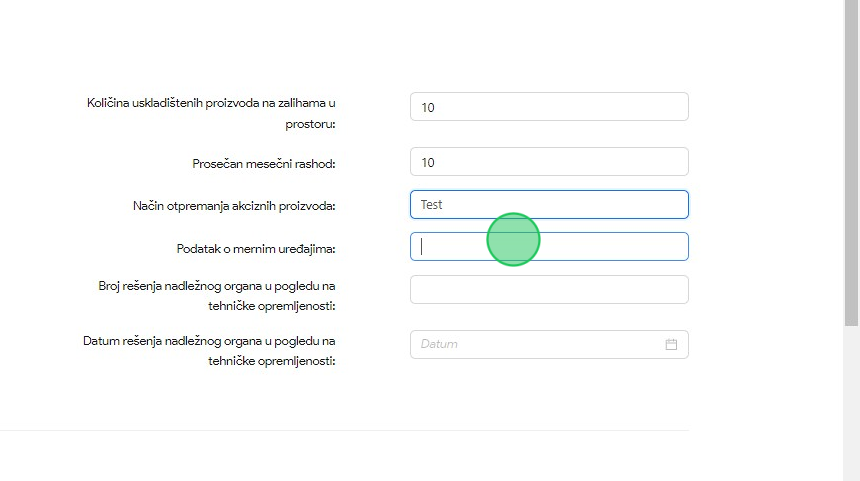 Količina uskladištenih proizvoda na zalihama u
prostoru:
10
Prosečan mesečni rashod:
10
Način otpremanja akciznih proizvoda:
Test
Podatak o mernim uređajima:
Broj rešenja nadležnog organa u pogledu na
tehničke opremljenosti:
Datum rešenja nadležnog organa u pogledu na
tehničke opremljenosti:
Datum